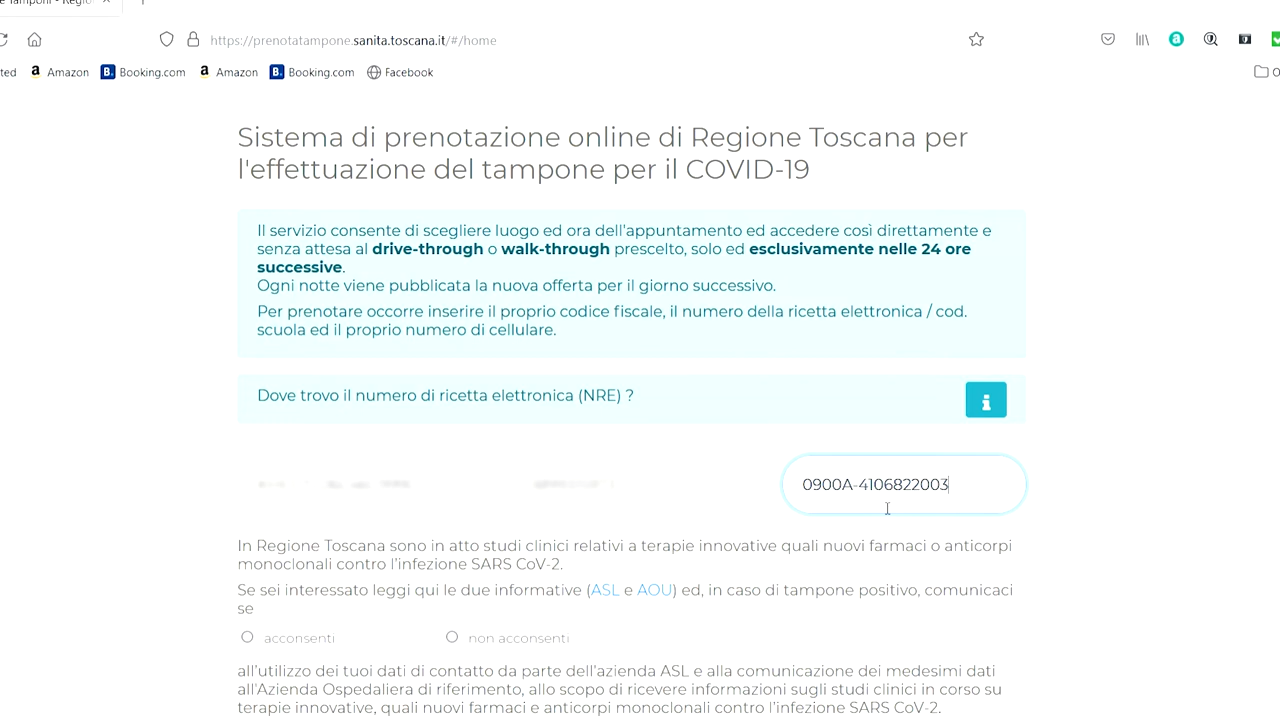 https://prenotatampone.sanita.toscana.it/#/home
ted Amazon Booking.com Amazon Booking.com Facebook
Sistema di prenotazione online di Regione Toscana per
l'effettuazione del tampone per il COVID-19
Il servizio consente di scegliere luogo ed ora dell'appuntamento ed accedere così direttamente e
senza attesa al drive-through o walk-through prescelto, solo ed esclusivamente nelle 24 ore
successive.
Ogni notte viene pubblicata la nuova offerta per il giorno successivo.
Per prenotare occorre inserire il proprio codice fiscale, il numero della ricetta elettronica / cod.
scuola ed il proprio numero di cellulare.
Dove trovo il numero di ricetta elettronica (NRE) ?
0900A-4106822003
In Regione Toscana sono in atto studi clinici relativi a terapie innovative quali nuovi farmaci o anticorpi
monoclonali contro l'infezione SARS CoV-2.
Se sei interessato leggi qui le due informative (ASL e AOU) ed, in caso di tampone positivo, comunicaci
se
acconsenti non acconsenti
all'utilizzo dei tuoi dati di contatto da parte dell'azienda ASL e alla comunicazione dei medesimi dati
all'Azienda Ospedaliera di riferimento, allo scopo di ricevere informazioni sugli studi clinici in corso su
terapie innovative, quali nuovi farmaci e anticorpi monoclonali contro l'infezione SARS CoV-2.